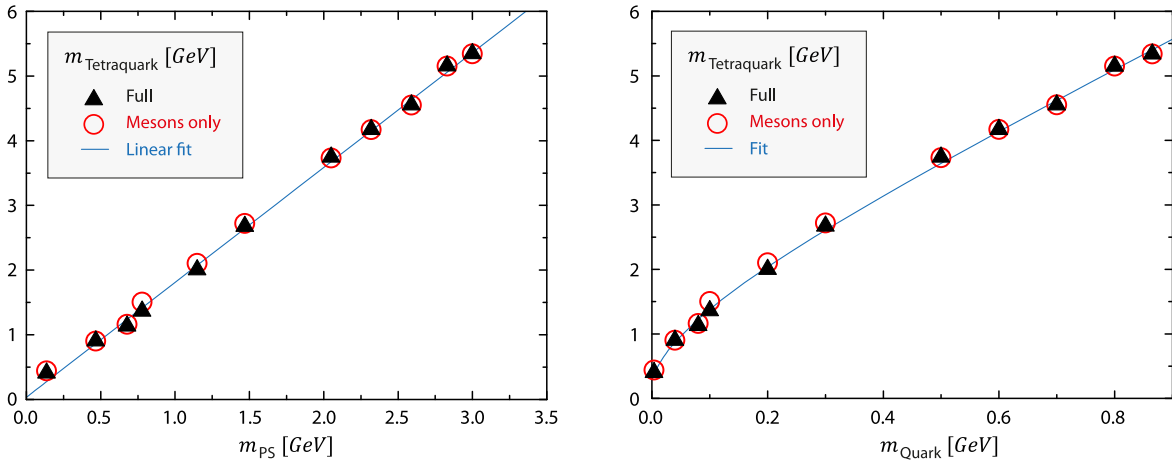 6
5
4
3
2
1
0
m_Tetraquark [GeV]
Full
Mesons only
Linear fit
0.0 0.5 1.0 1.5 2.0 2.5 3.0 3.5
m_PS [GeV]
6
5
4
3
2
1
0
m_Tetraquark [GeV]
Full
Mesons only
Fit
0.0 0.2 0.4 0.6 0.8
m_Quark [GeV]